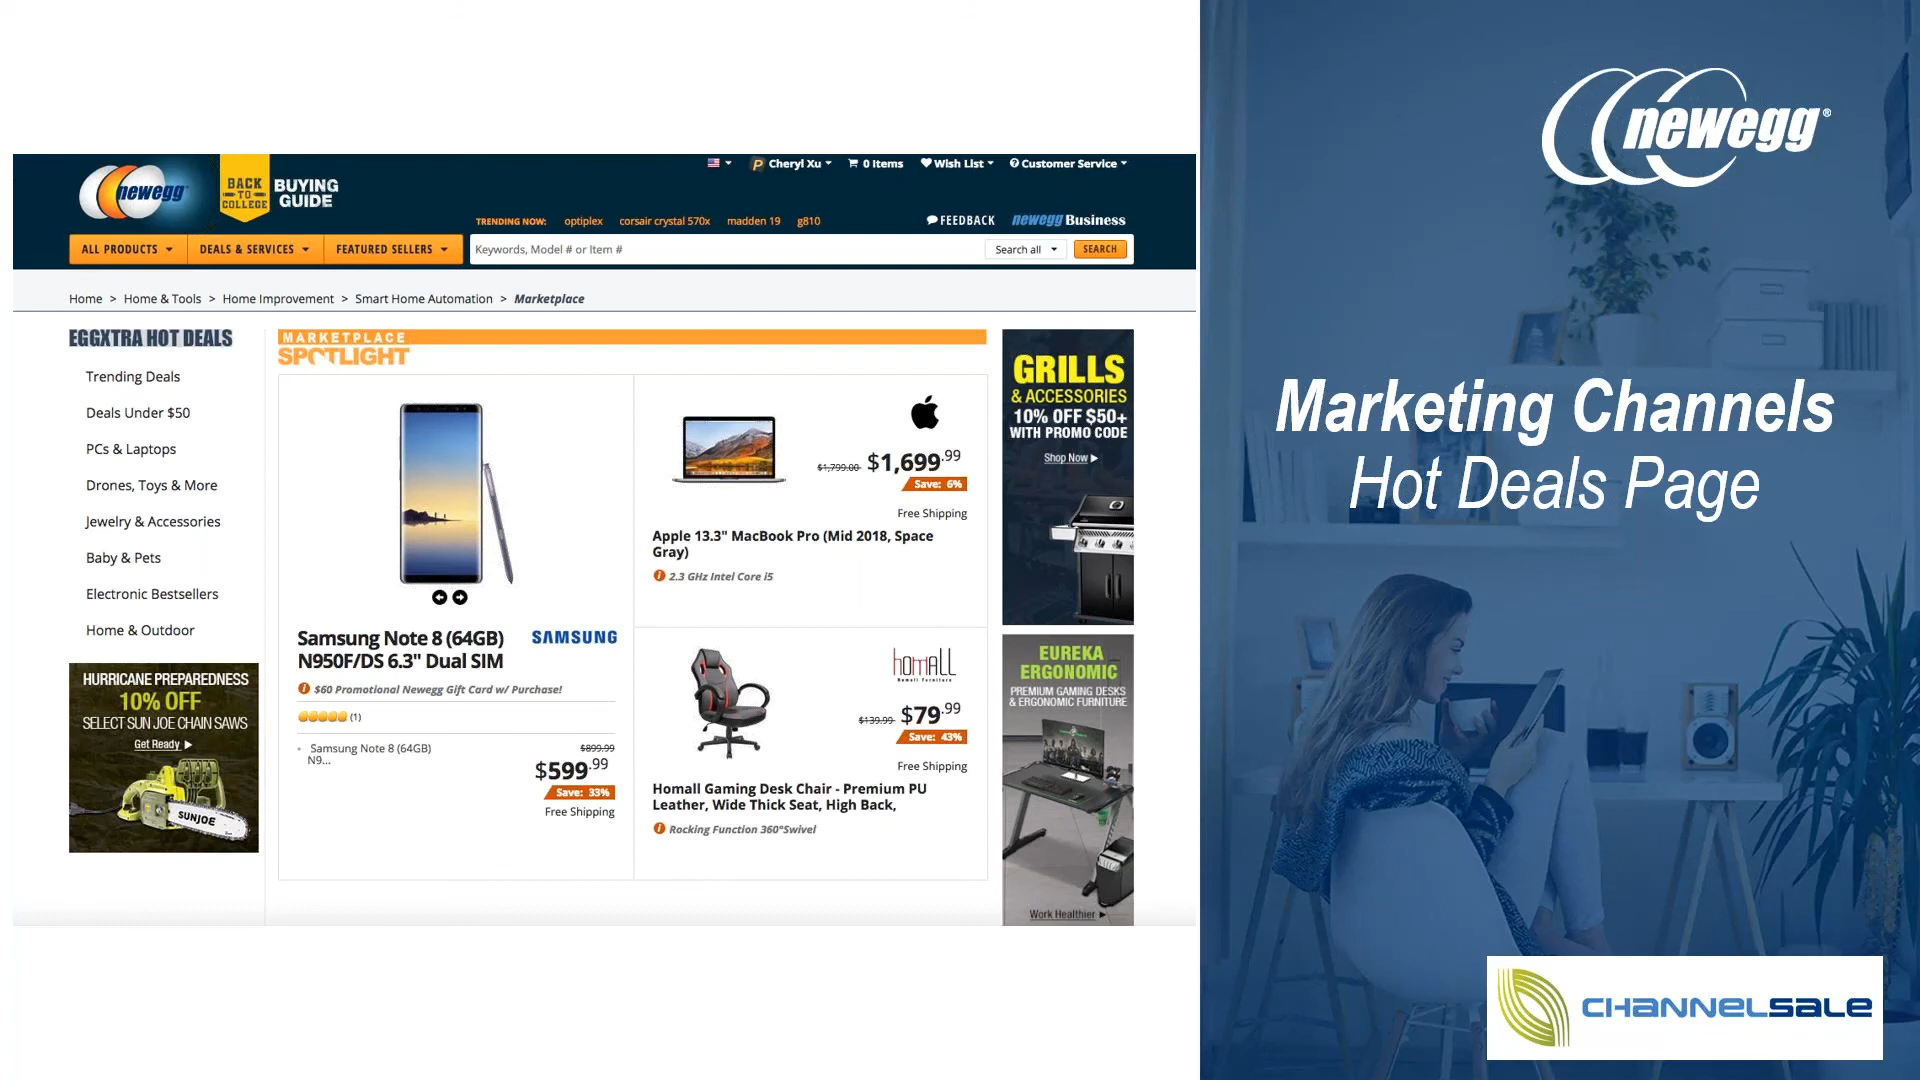 newegg
BACK
TO
COLLEGE
BUYING
GUIDE
Cheryl Xu
0 Items
Wish List
Customer Service
TRENDING NOW:
optiplex
corsair crystal 570x
madden 19
g810
FEEDBACK
newegg Business
ALL PRODUCTS
DEALS & SERVICES
FEATURED SELLERS
Keywords, Model # or Item #
Search all
SEARCH
Home > Home & Tools > Home Improvement > Smart Home Automation > Marketplace
EGGXTRA HOT DEALS
Trending Deals
Deals Under $50
PCs & Laptops
Drones, Toys & More
Jewelry & Accessories
Baby & Pets
Electronic Bestsellers
Home & Outdoor
HURRICANE PREPAREDNESS
10% OFF
SELECT SUN JOE CHAIN SAWS
Get Ready
SUNJOE
MARKETPLACE
SPOTLIGHT
Samsung Note 8 (64GB)
N950F/DS 6.3" Dual SIM
SAMSUNG
$60 Promotional Newegg Gift Card w/ Purchase!
(1)
Samsung Note 8 (64GB)
N9...
$899.99
$599.99
Save: 33%
Free Shipping
$1,799.00 $1,699.99
Save: 6%
Free Shipping
Apple 13.3" MacBook Pro (Mid 2018, Space
Gray)
2.3 GHz Intel Core i5
homall
Homall Furniture
$139.99 $79.99
Save: 43%
Free Shipping
Homall Gaming Desk Chair - Premium PU
Leather, Wide Thick Seat, High Back,
Rocking Function 360°Swivel
GRILLS
& ACCESSORIES
10% OFF $50+
WITH PROMO CODE
Shop Now
EUREKA
ERGONOMIC
PREMIUM GAMING DESKS
& ERGONOMIC FURNITURE
Work Healthier
newegg®
Marketing Channels
Hot Deals Page
CHANNELSALE